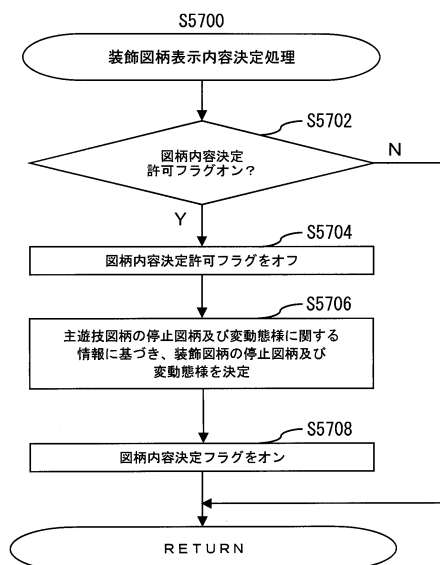 S5700
装飾図柄表示内容決定処理
S5702
図柄内容決定
許可フラグオン?
N
Y
S5704
図柄内容決定許可フラグをオフ
S5706
主遊技図柄の停止図柄及び変動態様に関する
情報に基づき、装飾図柄の停止図柄及び
変動態様を決定
S5708
図柄内容決定フラグをオン
RETURN